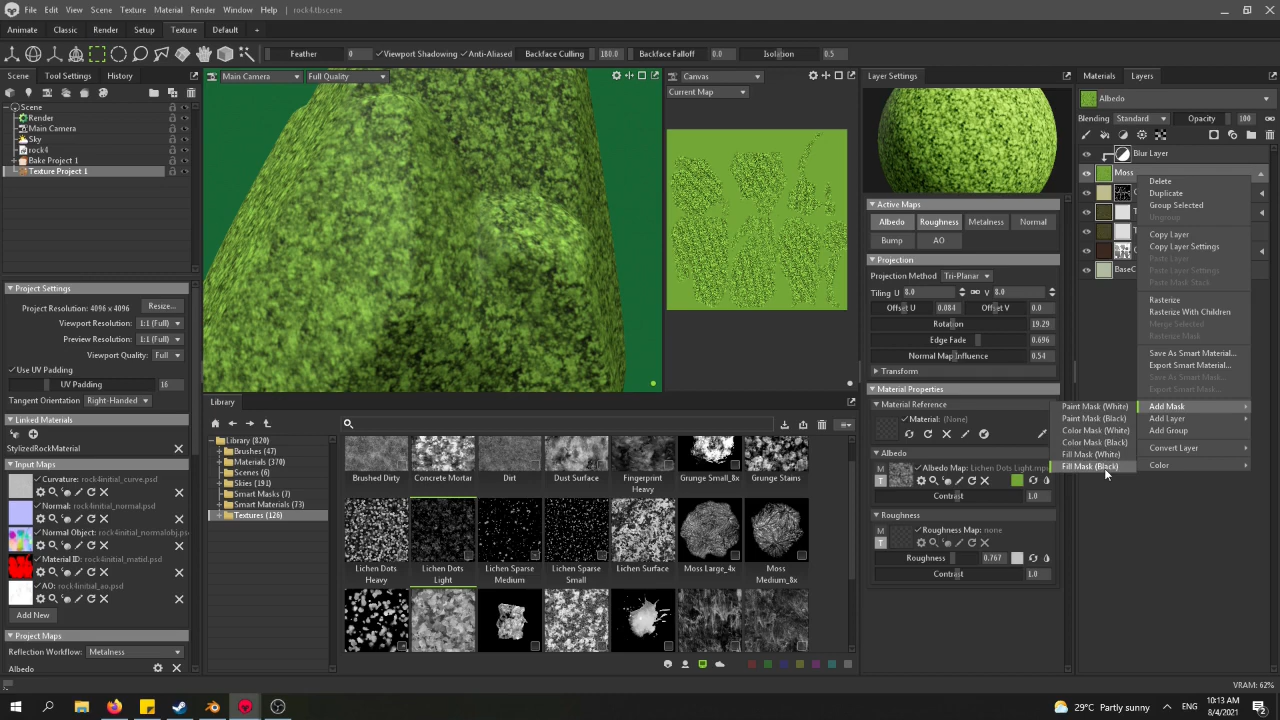 File Edit Scene Material Render Window Help rock4.tbscene
Animate Classic Render Setup Texture Default +
Feather 0 Viewport Shadowing Anti-Aliased Backface Culling 180.0 Backface Falloff 0.0 Isolation 0.5
Scene Tool Settings History
Scene
Render
Main Camera
Sky
rock4
Bake Project 1
Texture Project 1
Project Settings
Project Resolution: 4096 x 4096 Resize...
Viewport Resolution: 1:1 (Full)
Preview Resolution: 1:1 (Full)
Viewport Quality: Full
Use UV Padding
UV Padding 16
Tangent Orientation Right-Handed
Linked Materials
StylizedRockMaterial
Input Maps
Curvature: rock4initial_curve.psd
Normal: rock4initial_normal.psd
Normal Object: rock4initial_normalobj.psd
Material ID: rock4initial_matid.psd
AO: rock4initial_ao.psd
Add New
Project Maps
Reflection Workflow: Metalness
Albedo
Main Camera Full Quality
Canvas
Current Map
Library
Library (820)
Brushes (47)
Materials (370)
Scenes (6)
Skies (191)
Smart Masks (7)
Smart Materials (73)
Textures (126)
Brushed Dirty
Concrete Mortar
Dirt
Dust Surface
Fingerprint Heavy
Grunge Small_8x
Grunge Stains
Lichen Dots Heavy
Lichen Dots Light
Lichen Sparse Medium
Lichen Sparse Small
Lichen Surface
Moss Large_4x
Moss Medium_8x
Layer Settings
Active Maps
Albedo Roughness Metalness Normal
Bump AO
Projection
Projection Method Tri-Planar
Tiling U 8.0 V 8.0
Offset U 0.084 Offset V 0.0
Rotation 19.29
Edge Fade 0.696
Normal Map Influence 0.54
Transform
Material Properties
Material Reference
Material: (None)
Albedo
M
T
Albedo Map: Lichen Dots Light.mp
Contrast 1.0
Roughness
M
T
Roughness Map: none
Roughness 0.767
Contrast 1.0
Materials Layers
Albedo
Blending Standard Opacity 100
Blur Layer
Moss
BaseC
Delete
Duplicate
Group Selected
Ungroup
Copy Layer
Copy Layer Settings
Paste Layer
Paste Layer Settings
Paste Mask Stack
Rasterize
Rasterize With Children
Merge Selected
Rasterize Mask
Save As Smart Material...
Export Smart Material...
Save As Smart Mask...
Export Smart Mask...
Add Mask
Add Layer
Add Group
Convert Layer
Color
Paint Mask (White)
Paint Mask (Black)
Color Mask (White)
Color Mask (Black)
Fill Mask (White)
Fill Mask (Black)
VRAM: 62%
29°C Partly sunny ENG 10:13 AM
8/4/2021
2